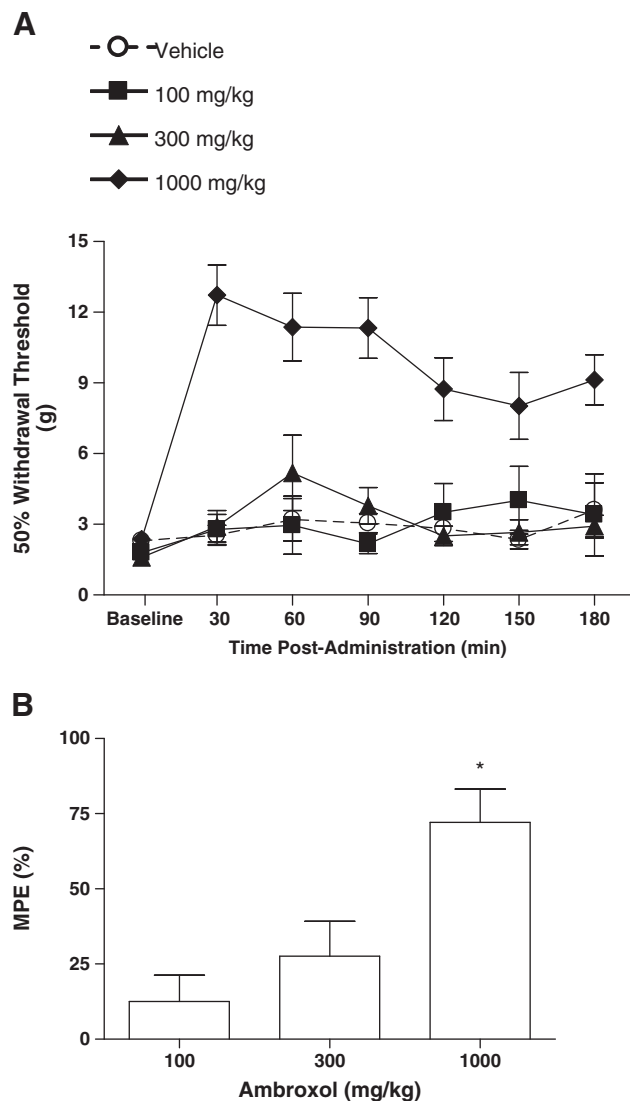 A
Vehicle
100 mg/kg
300 mg/kg
1000 mg/kg
50% Withdrawal Threshold
(g)
15
12
9
6
3
0
Baseline 30 60 90 120 150 180
Time Post-Administration (min)
B
MPE (%)
100
75
50
25
0
*
100 300 1000
Ambroxol (mg/kg)